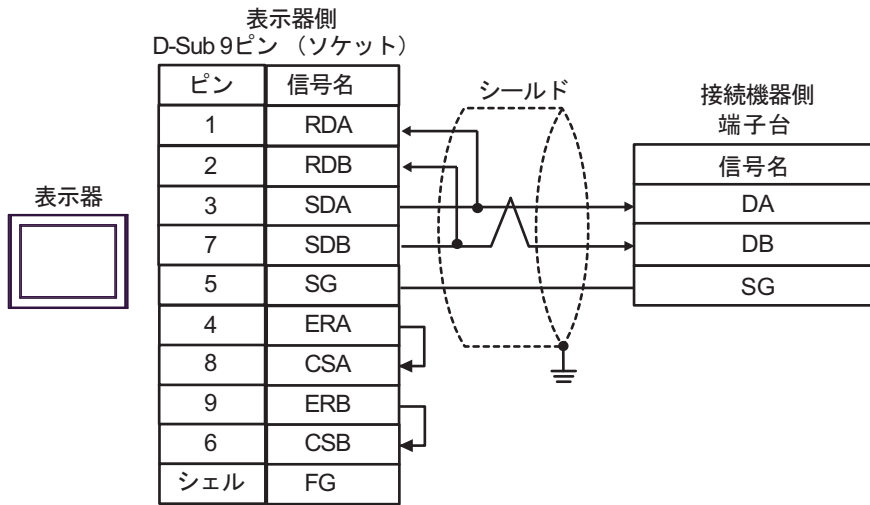 表示器側
D-Sub 9ピン （ソケット）
ピン 信号名
1 RDA
2 RDB
3 SDA
7 SDB
5 SG
4 ERA
8 CSA
9 ERB
6 CSB
シェル FG
表示器
シールド
接続機器側
端子台
信号名
DA
DB
SG